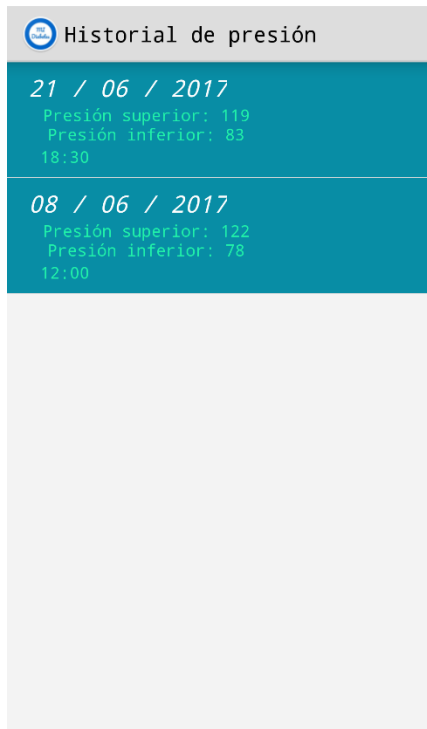 Historial de presión
21 / 06 / 2017
Presión superior: 119
Presión inferior: 83
18:30
08 / 06 / 2017
Presión superior: 122
Presión inferior: 78
12:00